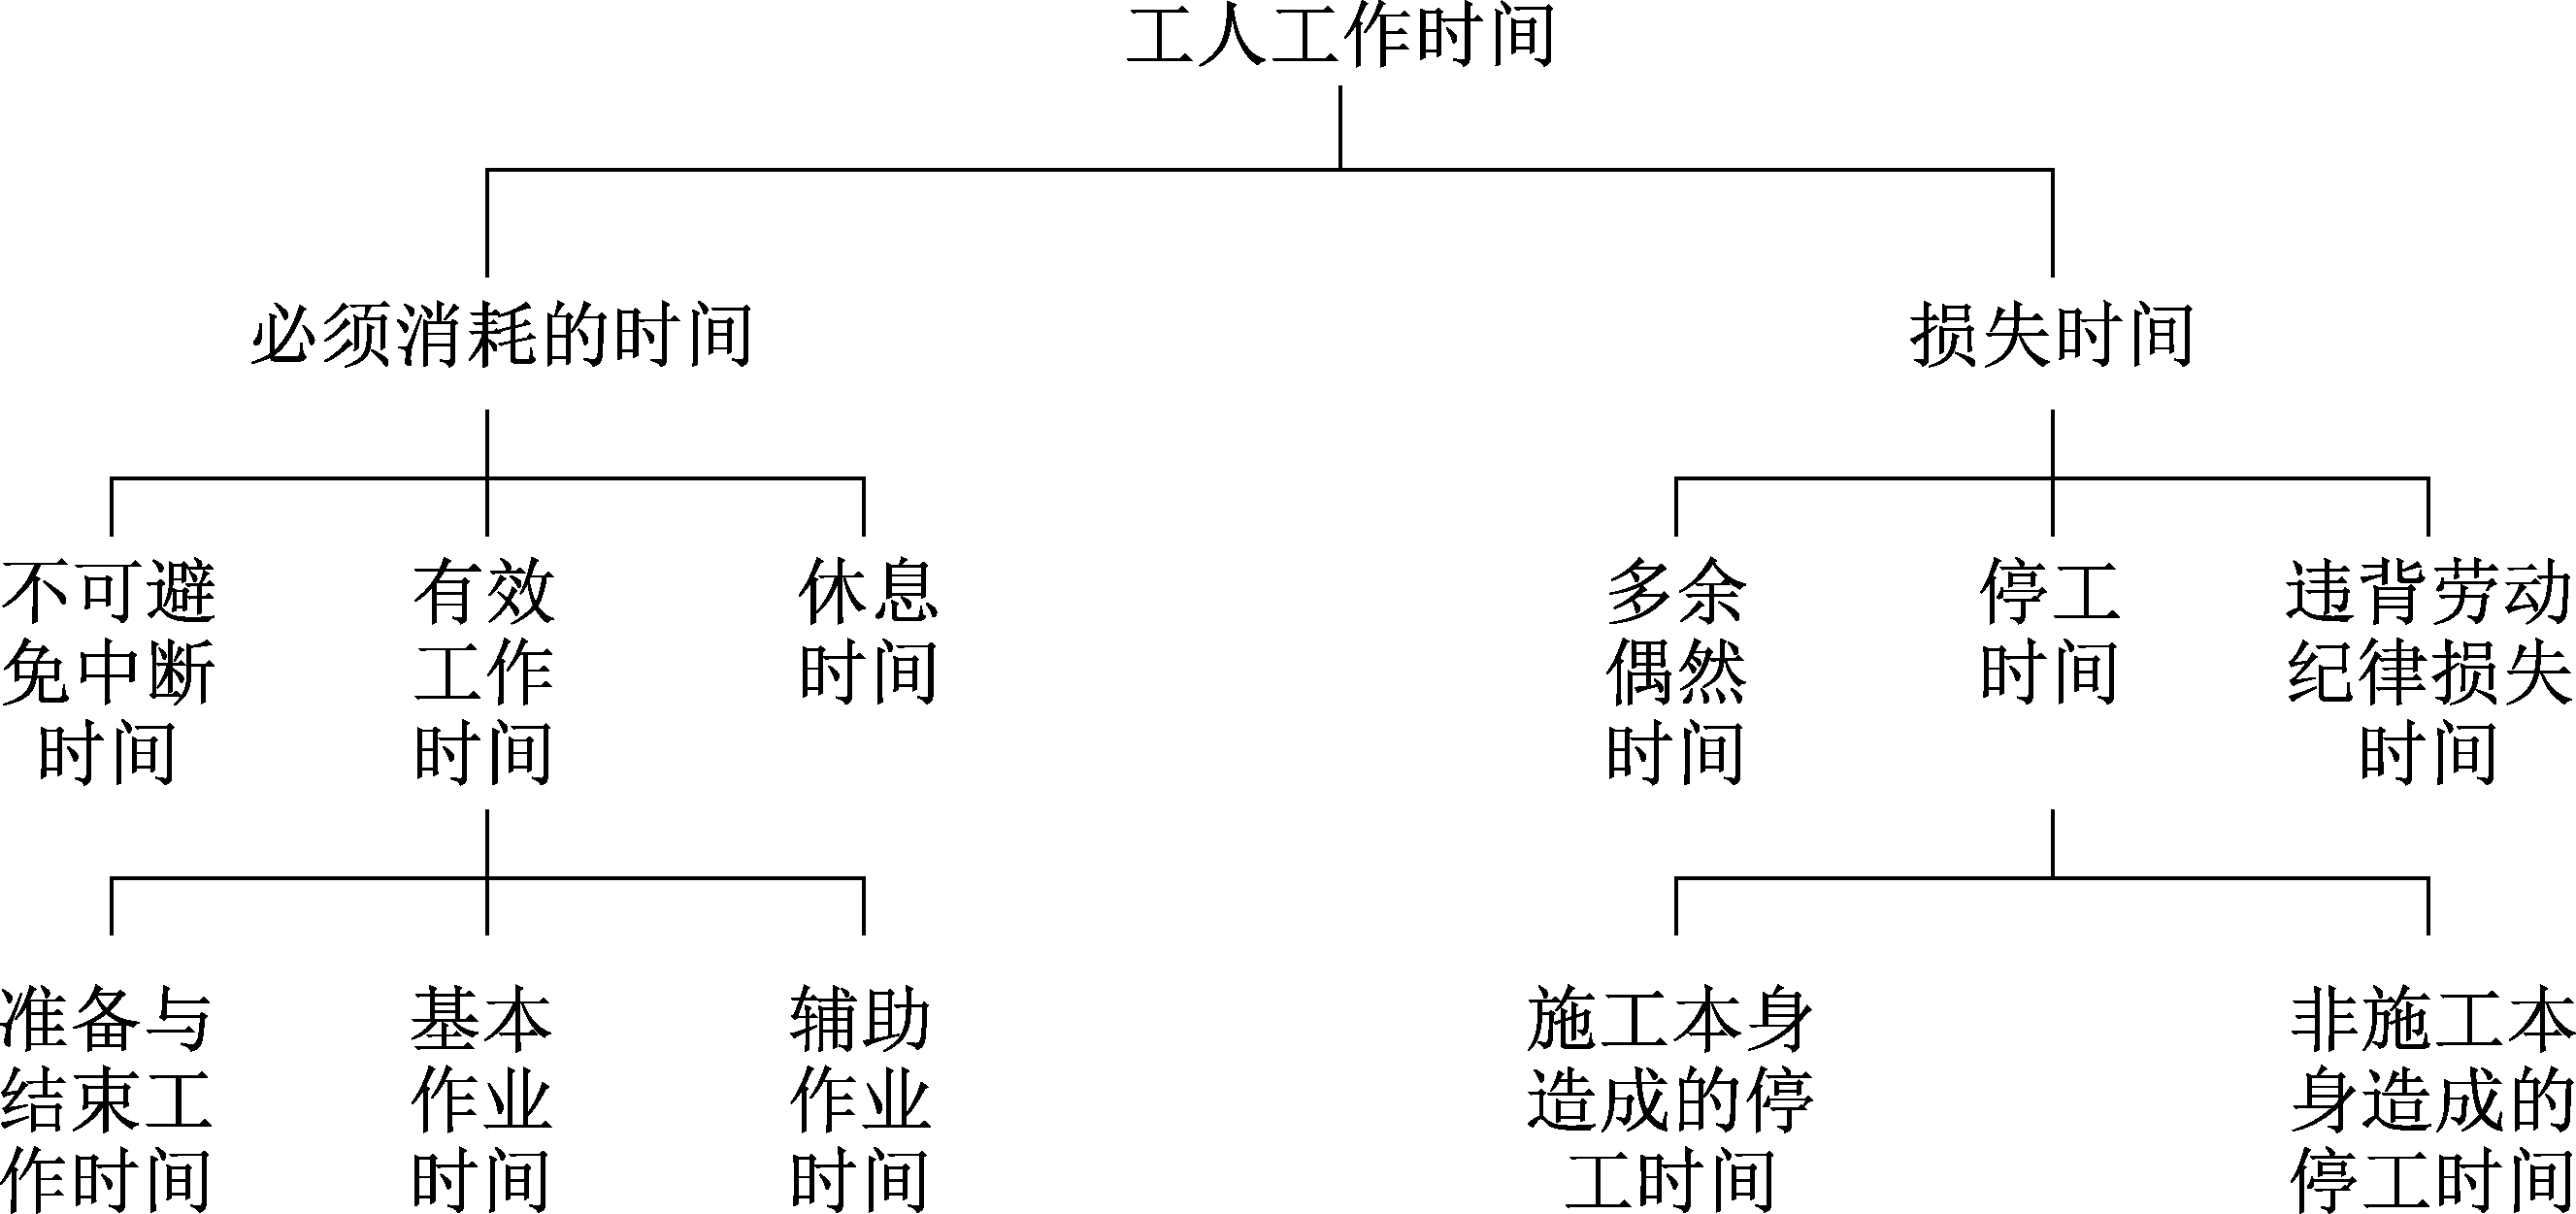 工人工作时间
必须消耗的时间
损失时间
不可避
免中断
时间
有效
工作
时间
休息
时间
多余
偶然
时间
停工
时间
违背劳动
纪律损失
时间
准备与
结束工
作时间
基本
作业
时间
辅助
作业
时间
施工本身
造成的停
工时间
非施工本
身造成的
停工时间